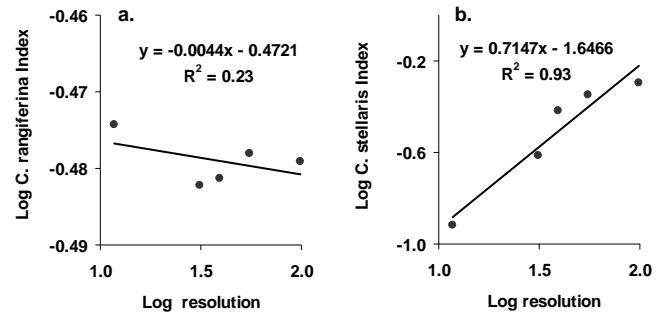 a.
y = -0.0044x - 0.4721
R² = 0.23
Log C. rangiferina Index
-0.46
-0.47
-0.48
-0.49
1.0 1.5 2.0
Log resolution
b.
y = 0.7147x - 1.6466
R² = 0.93
Log C. stellaris Index
-0.2
-0.6
-1.0
1.0 1.5 2.0
Log resolution